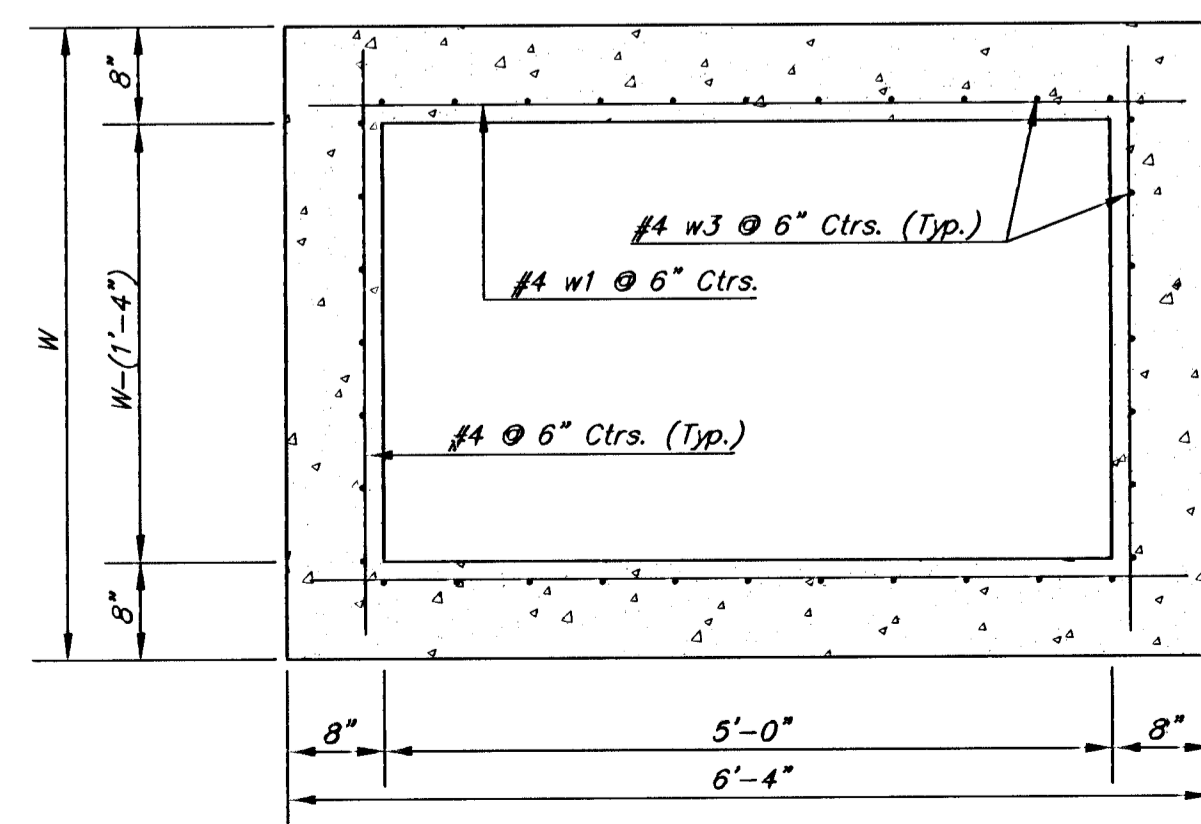 8"
W
W-(1'-4")
8"
#4 w3 @ 6" Ctrs. (Typ.)
#4 w1 @ 6" Ctrs.
#4 @ 6" Ctrs. (Typ.)
8"
5'-0"
8"
6'-4"